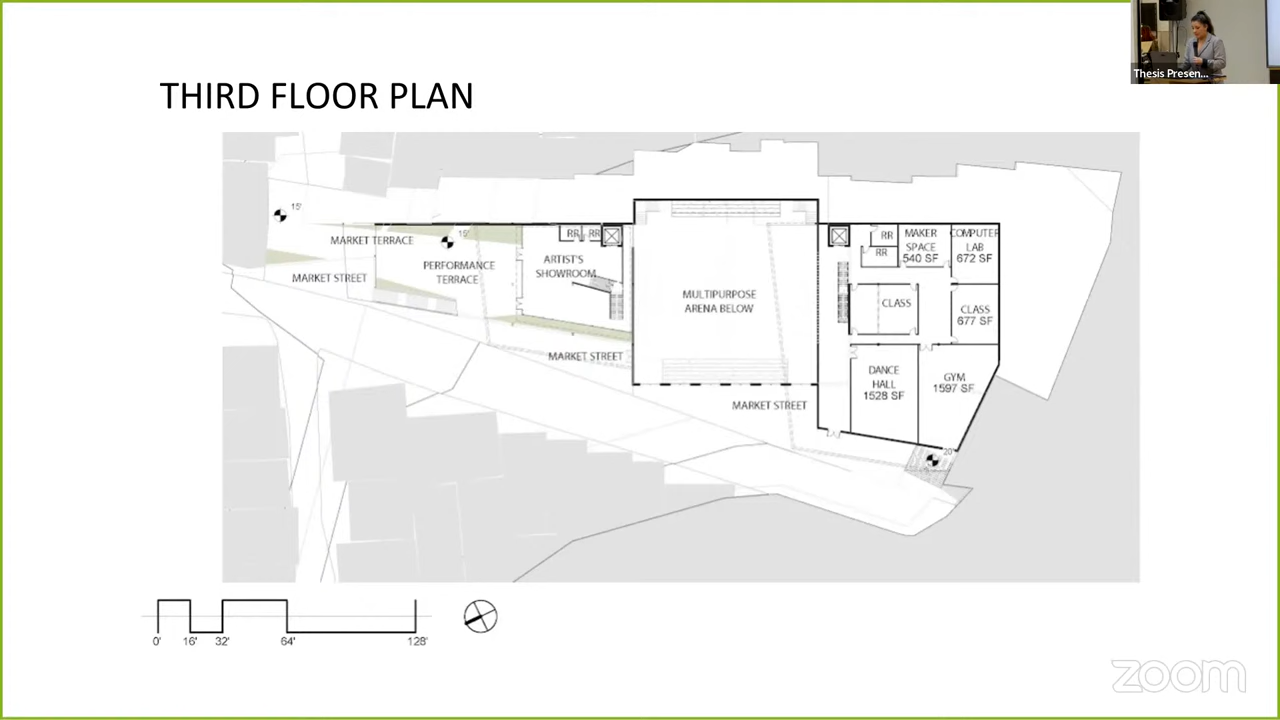 Thesis Presen...
THIRD FLOOR PLAN
15'
MARKET TERRACE
15'
MARKET STREET
PERFORMANCE
TERRACE
RR
RR
ARTIST'S
SHOWROOM
MARKET STREET
MULTIPURPOSE
ARENA BELOW
MARKET STREET
RR
RR
MAKER
SPACE
540 SF
COMPUTER
LAB
672 SF
CLASS
CLASS
677 SF
DANCE
HALL
1528 SF
GYM
1597 SF
20'
0' 16' 32' 64' 128'
zoom